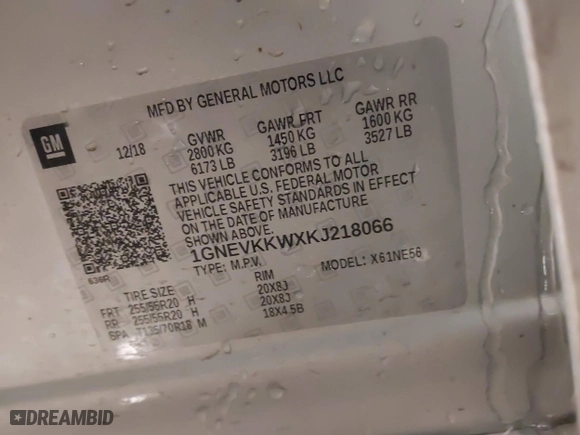 MFD BY GENERAL MOTORS LLC
GM
12/18 GVWR GAWR FRT GAWR RR
2800 KG 1450 KG 1600 KG
6173 LB 3196 LB 3527 LB
THIS VEHICLE CONFORMS TO ALL
APPLICABLE U.S. FEDERAL MOTOR
VEHICLE SAFETY STANDARDS IN EFFECT
ON THE DATE OF MANUFACTURE
SHOWN ABOVE.
1GNEVKKWXKJ218066
TYPE: M.P.V. MODEL: X61NE56
TIRE SIZE RIM
FRT 255/55R20 H 20X8J
RR 255/55R20 H 20X8J
SPA T135/70R18 M 18X4.5B
DREAMBID